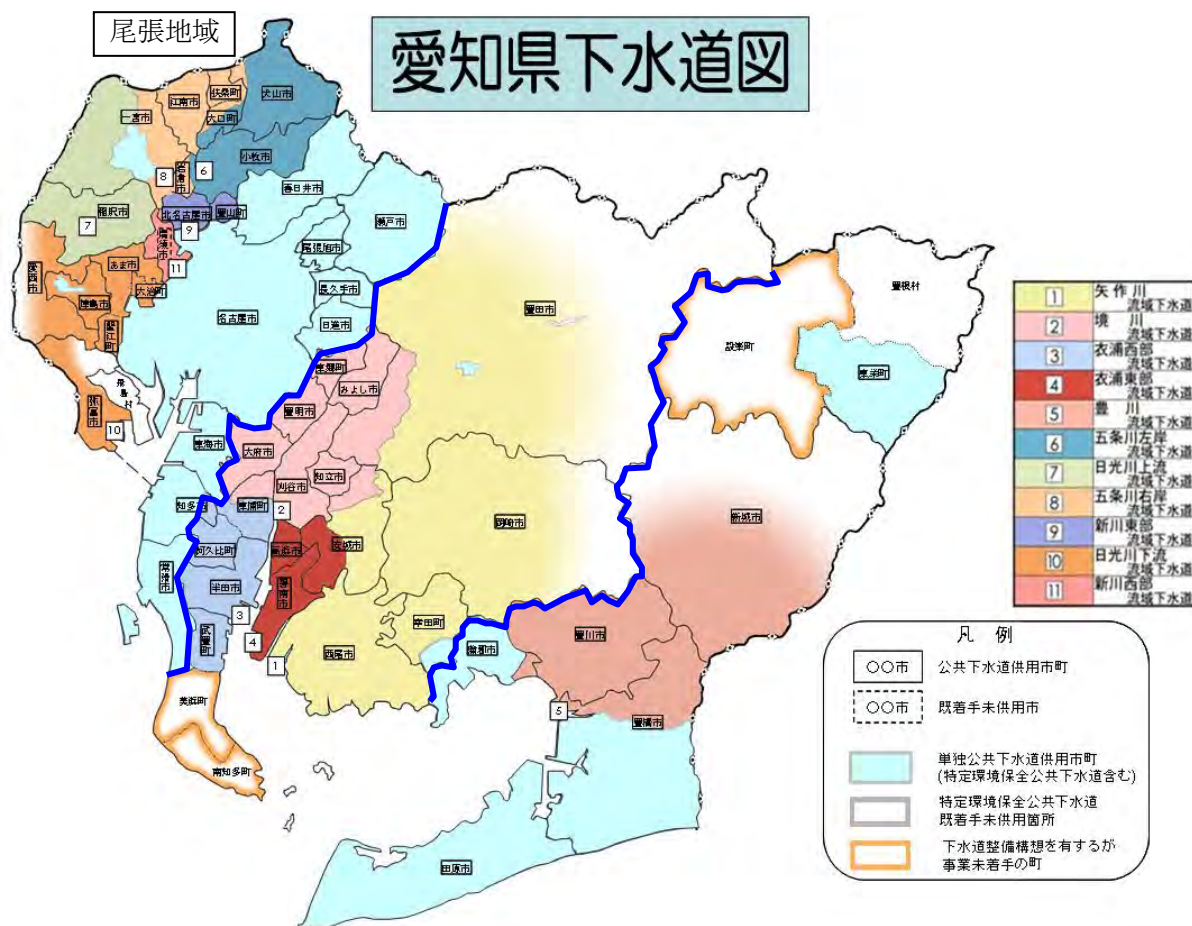 尾張地域
愛知県下水道図
犬山市
扶桑町
江南市
大口町
一宮市
小牧市
岩倉市
8
6
春日井市
瀬戸市
稲沢市
7
北名古屋市
豊山町
9
清須市
11
尾張旭市
長久手市
日進市
名古屋市
あま市
大治町
愛西市
津島市
蟹江町
飛島村
弥富市
10
豊田市
東郷町
みよし市
豊明市
東海市
大府市
知立市
刈谷市
知多市
東浦町
2
阿久比町
高浜市
安城市
岡崎市
常滑市
半田市
碧南市
3
武豊町
4
1
幸田町
西尾市
蒲郡市
美浜町
南知多町
設楽町
豊根村
東栄町
新城市
豊川市
5
豊橋市
田原市
1 矢作川
流域下水道
2 境川
流域下水道
3 衣浦西部
流域下水道
4 衣浦東部
流域下水道
5 豊川
流域下水道
6 五条川左岸
流域下水道
7 日光川上流
流域下水道
8 五条川右岸
流域下水道
9 新川東部
流域下水道
10 日光川下流
流域下水道
11 新川西部
流域下水道
凡 例
○○市 公共下水道供用市町
○○市 既着手未供用市
単独公共下水道供用市町
(特定環境保全公共下水道含む)
特定環境保全公共下水道
既着手未供用箇所
下水道整備構想を有するが
事業未着手の町